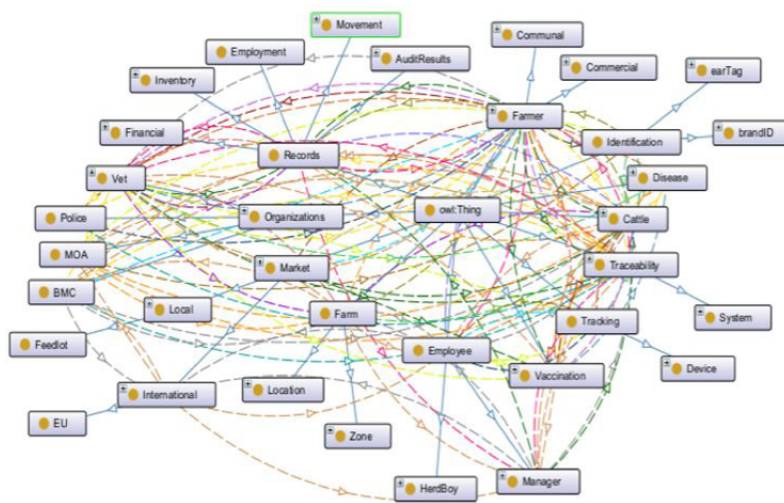 Movement
Communal
Employment
AuditResults
Commercial
earTag
Inventory
Financial
Farmer
Identification
brandID
Records
Vet
Disease
Police
Organizations
owl:Thing
Cattle
MOA
Market
Traceability
BMC
Local
Farm
Tracking
System
Feedlot
Employee
Vaccination
Device
International
Location
EU
Zone
HerdBoy
Manager